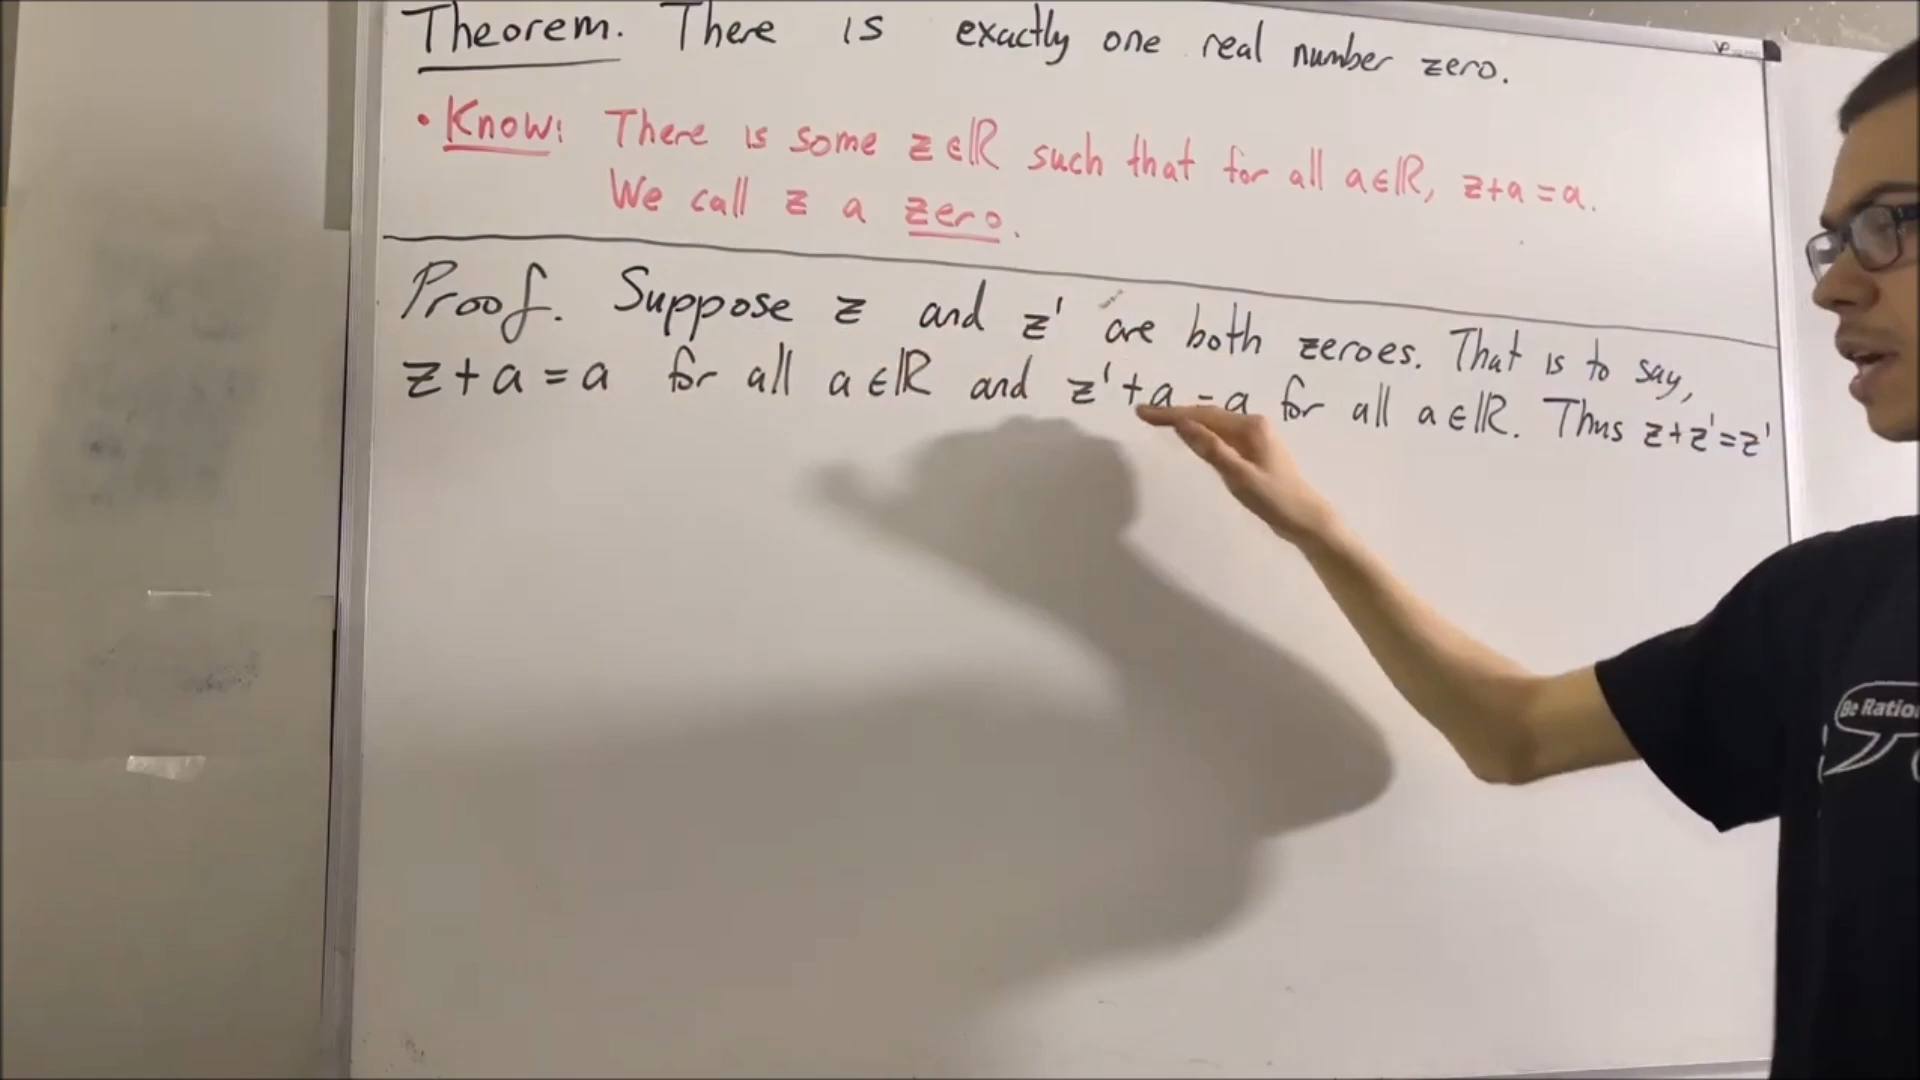 Theorem. There is exactly one real number zero.
• Know: There is some z∈ℝ such that for all a∈ℝ, z+a=a.
We call z a zero.
Proof. Suppose z and z' are both zeroes. That is to say,
z+a=a for all a∈ℝ and z'+a=a for all a∈ℝ. Thus z+z'=z'
Be